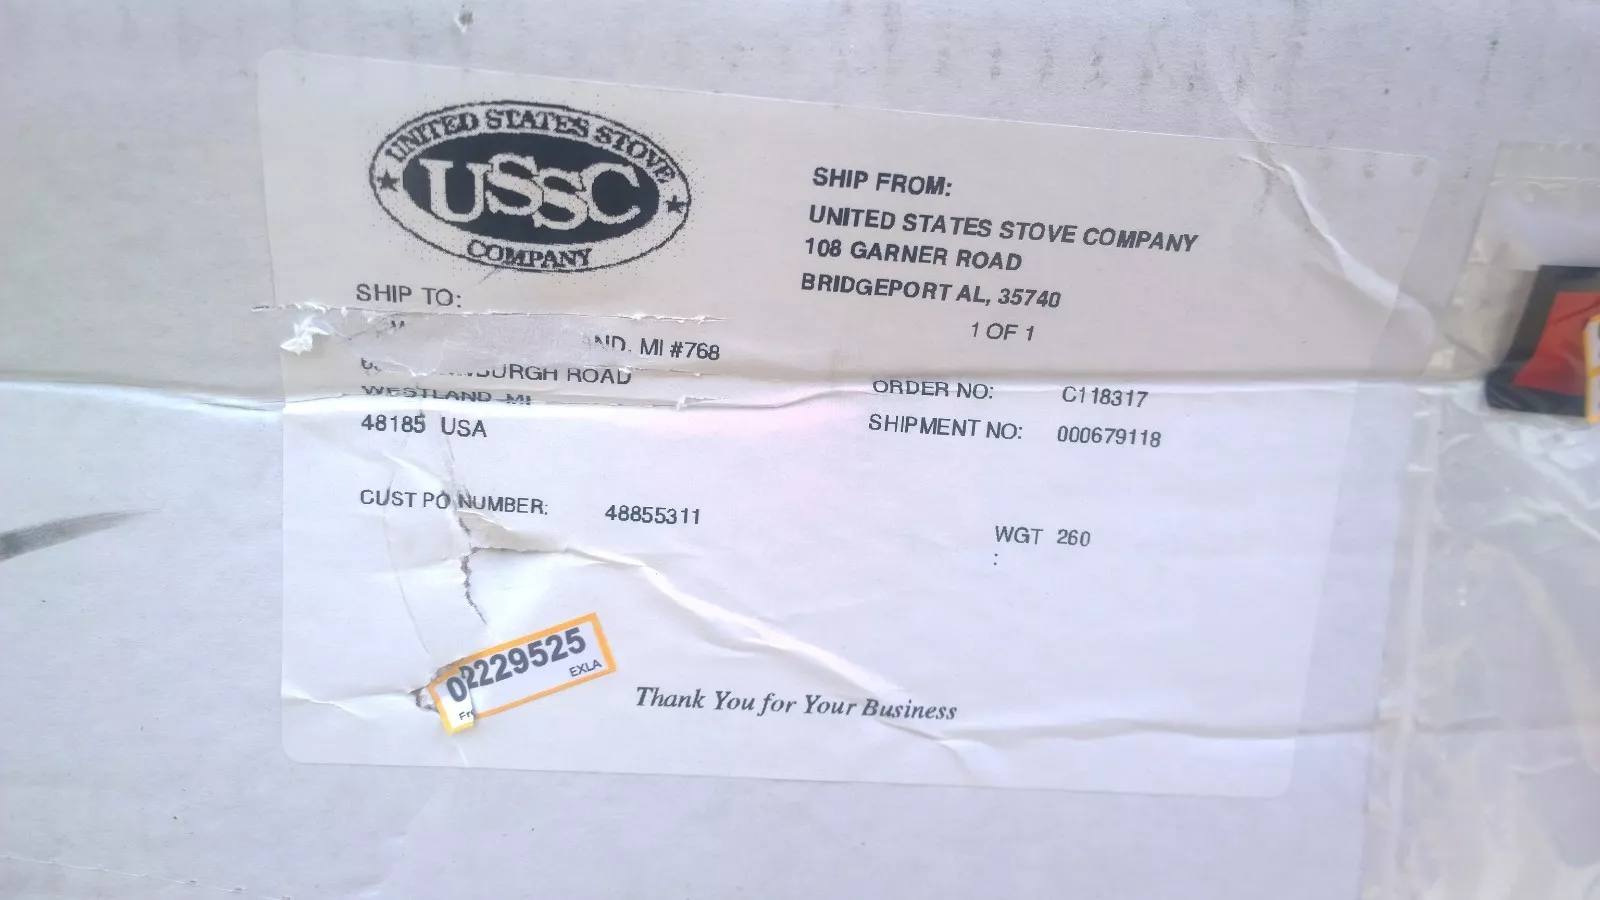 UNITED STATES STOVE
USSC
COMPANY
SHIP FROM:
UNITED STATES STOVE COMPANY
108 GARNER ROAD
BRIDGEPORT AL, 35740
1 OF 1
SHIP TO:
MI #768
ROAD
WESTLAND MI
48185 USA
ORDER NO: C118317
SHIPMENT NO: 000679118
CUST PO NUMBER: 48855311
WGT 260
:
02229525
EXLA
Thank You for Your Business